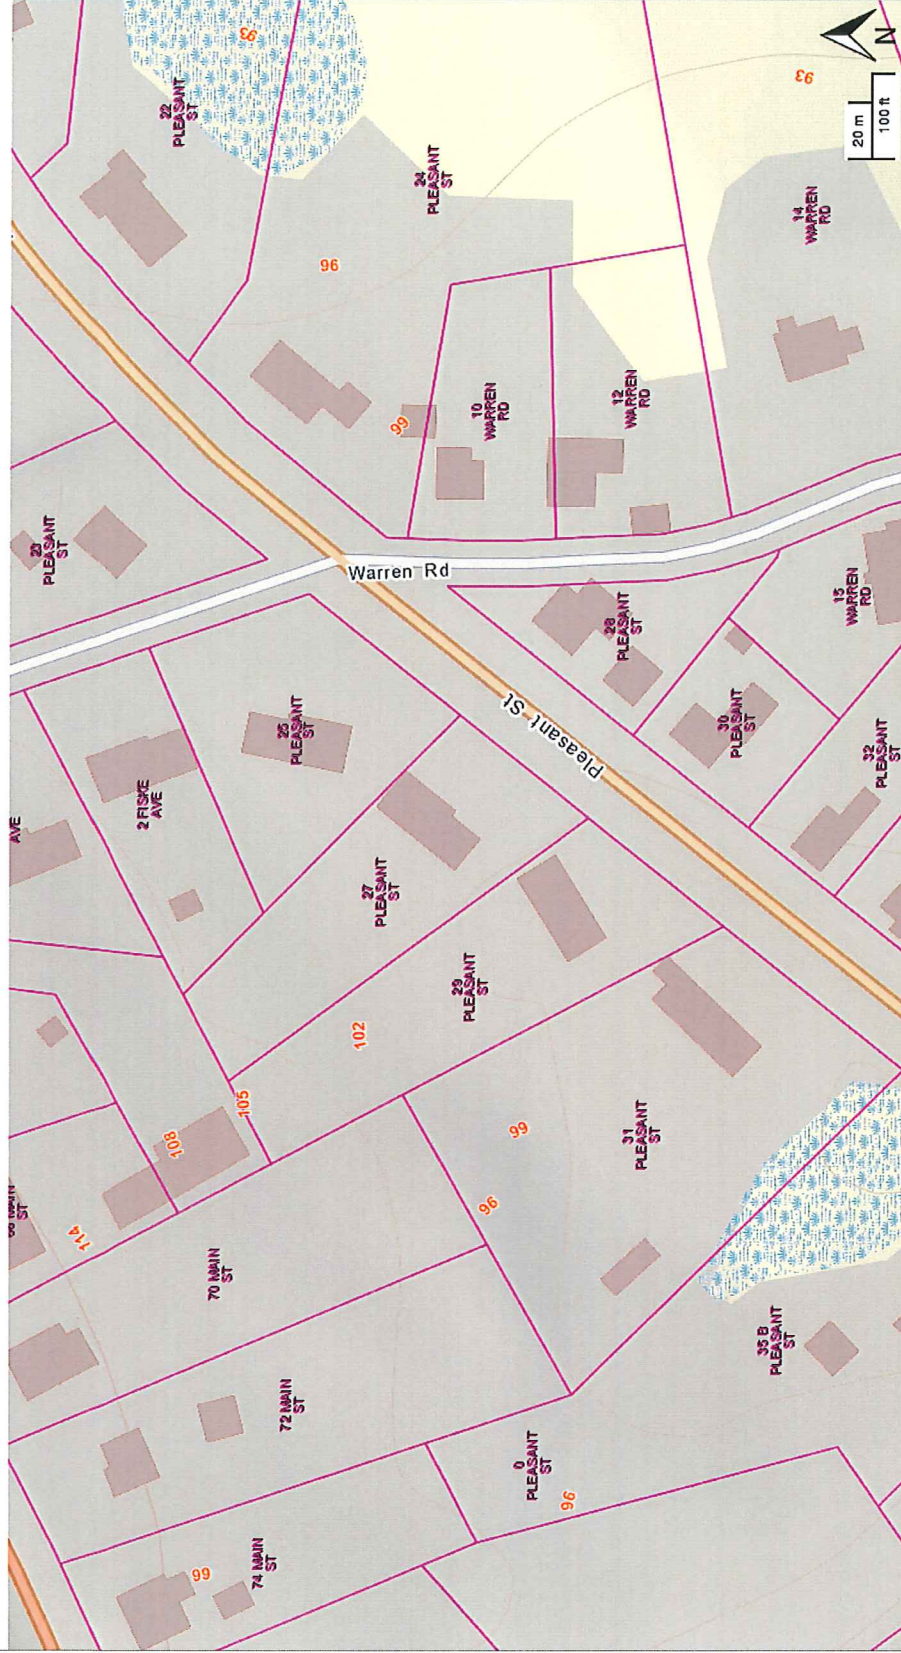 93
22
PLEASANT
ST
93
N
20 m
100 ft
24
PLEASANT
ST
14
WARREN
RD
96
99
10
WARREN
RD
12
WARREN
RD
23
PLEASANT
ST
Warren Rd
28
PLEASANT
ST
15
WARREN
RD
25
PLEASANT
ST
Pleasant St
30
PLEASANT
ST
32
PLEASANT
ST
AVE
2 FISKE
AVE
27
PLEASANT
ST
29
PLEASANT
ST
102
105
108
99
31
PLEASANT
ST
96
MAIN
ST
114
70 MAIN
ST
35 B
PLEASANT
ST
72 MAIN
ST
0
PLEASANT
ST
96
74 MAIN
ST
99